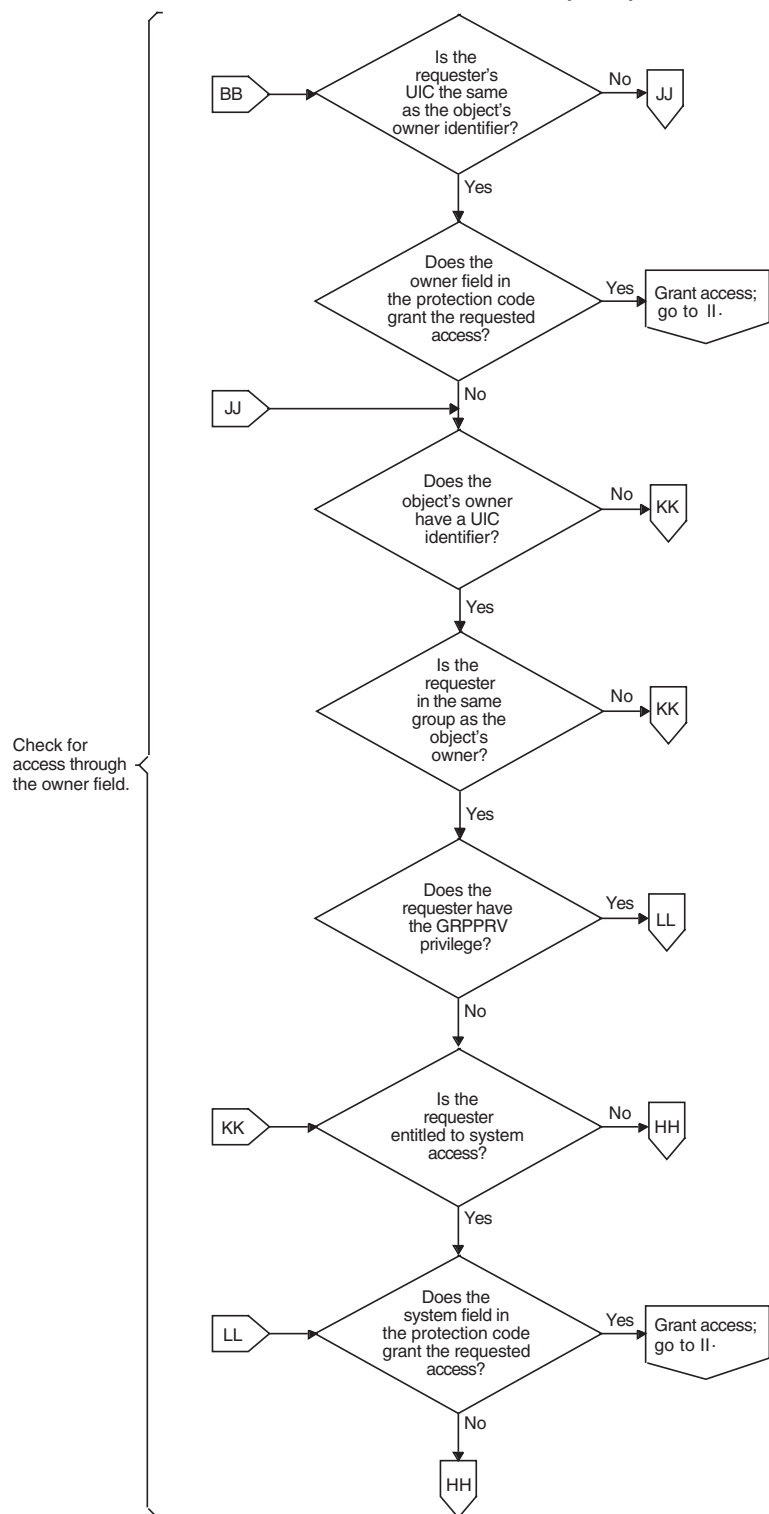 Is the
requester's
UIC the same
as the object's
owner identifier?
BB
No
JJ
Yes
Does the
owner field in
the protection code
grant the requested
access?
Yes
Grant access;
go to II.
No
JJ
Does the
object's owner
have a UIC
identifier?
No
KK
Yes
Is the
requester
in the same
group as the
object's
owner?
No
KK
Check for
access through
the owner field.
Yes
Does the
requester have
the GRPPRV
privilege?
Yes
LL
No
Is the
requester
entitled to system
access?
KK
No
HH
Yes
Does the
system field in
the protection code
grant the requested
access?
LL
Yes
Grant access;
go to II.
No
HH